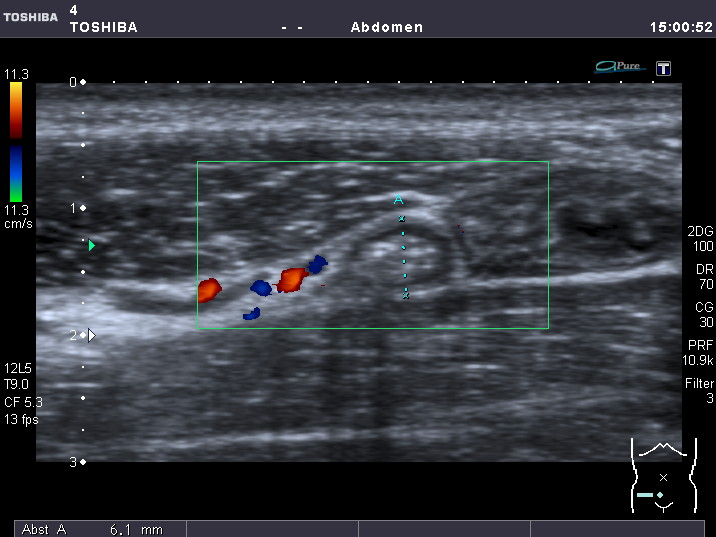 TOSHIBA
4
TOSHIBA - - Abdomen 15:00:52
aPure T
11.3
11.3
cm/s
0
1
2
3
A
2DG
100
DR
70
CG
30
PRF
10.9k
Filter
3
12L5
T9.0
CF 5.3
13 fps
Abst A 6.1 mm